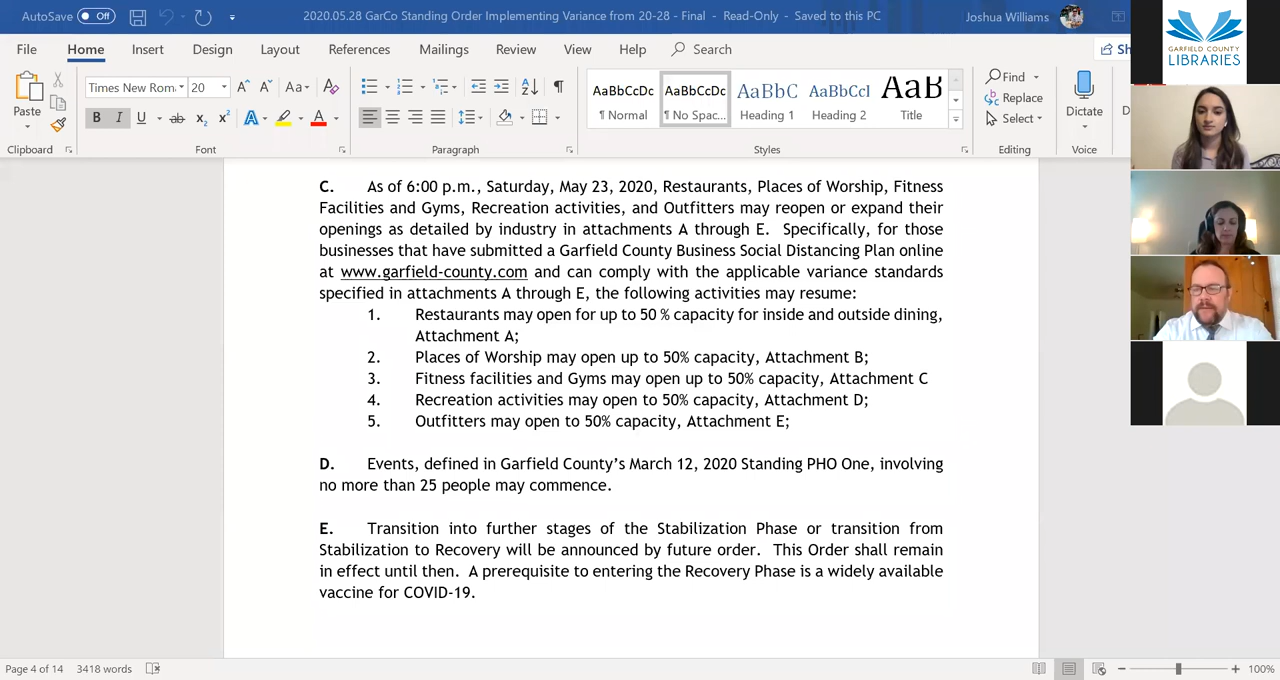 AutoSave Off 2020.05.28 GarCo Standing Order Implementing Variance from 20-28 - Final - Read-Only - Saved to this PC Joshua Williams
File Home Insert Design Layout References Mailings Review View Help Search Sh
GARFIELD COUNTY
LIBRARIES
Times New Rom 20 Aa A
AaBbCcDc AaBbCcDc AaBbC AaBbCcI AaB
Find
Replace
Select
Paste
B I U ab x₂ x² A A
¶ Normal ¶ No Spac... Heading 1 Heading 2 Title
Dictate D
Clipboard Font Paragraph Styles Editing Voice
C. As of 6:00 p.m., Saturday, May 23, 2020, Restaurants, Places of Worship, Fitness
Facilities and Gyms, Recreation activities, and Outfitters may reopen or expand their
openings as detailed by industry in attachments A through E. Specifically, for those
businesses that have submitted a Garfield County Business Social Distancing Plan online
at www.garfield-county.com and can comply with the applicable variance standards
specified in attachments A through E, the following activities may resume:
1. Restaurants may open for up to 50 % capacity for inside and outside dining,
Attachment A;
2. Places of Worship may open up to 50% capacity, Attachment B;
3. Fitness facilities and Gyms may open up to 50% capacity, Attachment C
4. Recreation activities may open to 50% capacity, Attachment D;
5. Outfitters may open to 50% capacity, Attachment E;
D. Events, defined in Garfield County’s March 12, 2020 Standing PHO One, involving
no more than 25 people may commence.
E. Transition into further stages of the Stabilization Phase or transition from
Stabilization to Recovery will be announced by future order. This Order shall remain
in effect until then. A prerequisite to entering the Recovery Phase is a widely available
vaccine for COVID-19.
Page 4 of 14 3418 words 100%